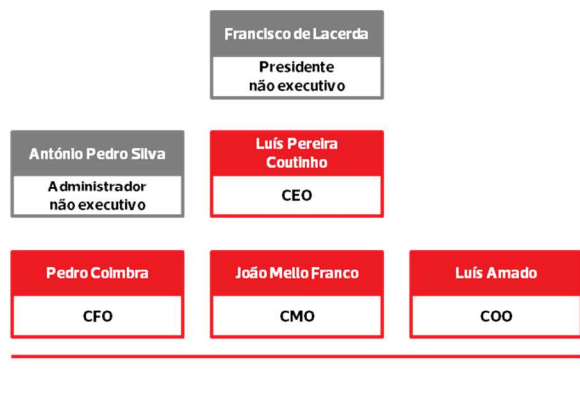 Francisco de Lacerda
Presidente
não executivo
António Pedro Silva
Administrador
não executivo
Luís Pereira
Coutinho
CEO
Pedro Coimbra
CFO
João Mello Franco
CMO
Luís Amado
COO